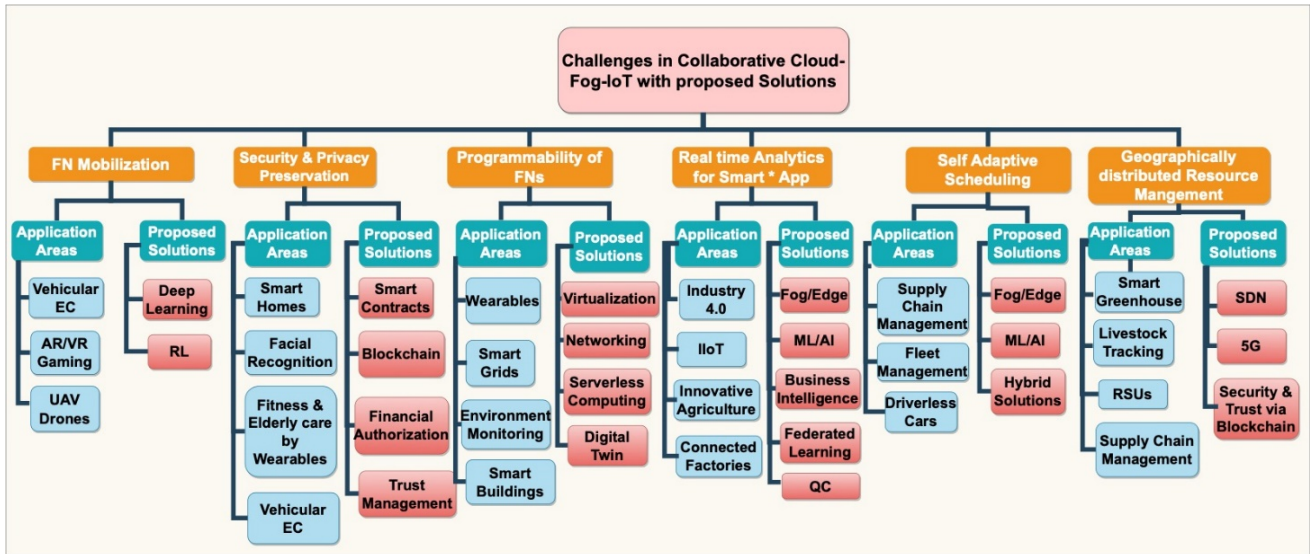 Challenges in Collaborative Cloud-
Fog-IoT with proposed Solutions
FN Mobilization
Application
Areas
Vehicular
EC
AR/VR
Gaming
UAV
Drones
Proposed
Solutions
Deep
Learning
RL
Security & Privacy
Preservation
Application
Areas
Smart
Homes
Facial
Recognition
Fitness &
Elderly care by
Wearables
Vehicular
EC
Proposed
Solutions
Smart
Contracts
Blockchain
Financial
Authorization
Trust
Management
Programmability of
FNs
Application
Areas
Wearables
Smart
Grids
Environment
Monitoring
Smart
Buildings
Proposed
Solutions
Virtualization
Networking
Serverless
Computing
Digital
Twin
Real time Analytics
for Smart * App
Application
Areas
Industry
4.0
IIoT
Innovative
Agriculture
Connected
Factories
Proposed
Solutions
Fog/Edge
ML/AI
Business
Intelligence
Federated
Learning
QC
Self Adaptive
Scheduling
Application
Areas
Supply
Chain
Management
Fleet
Management
Driverless
Cars
Proposed
Solutions
Fog/Edge
ML/AI
Hybrid
Solutions
Geographically
distributed Resource
Mangement
Application
Areas
Smart
Greenhouse
Livestock
Tracking
RSUs
Supply Chain
Management
Proposed
Solutions
SDN
5G
Security &
Trust via
Blockchain